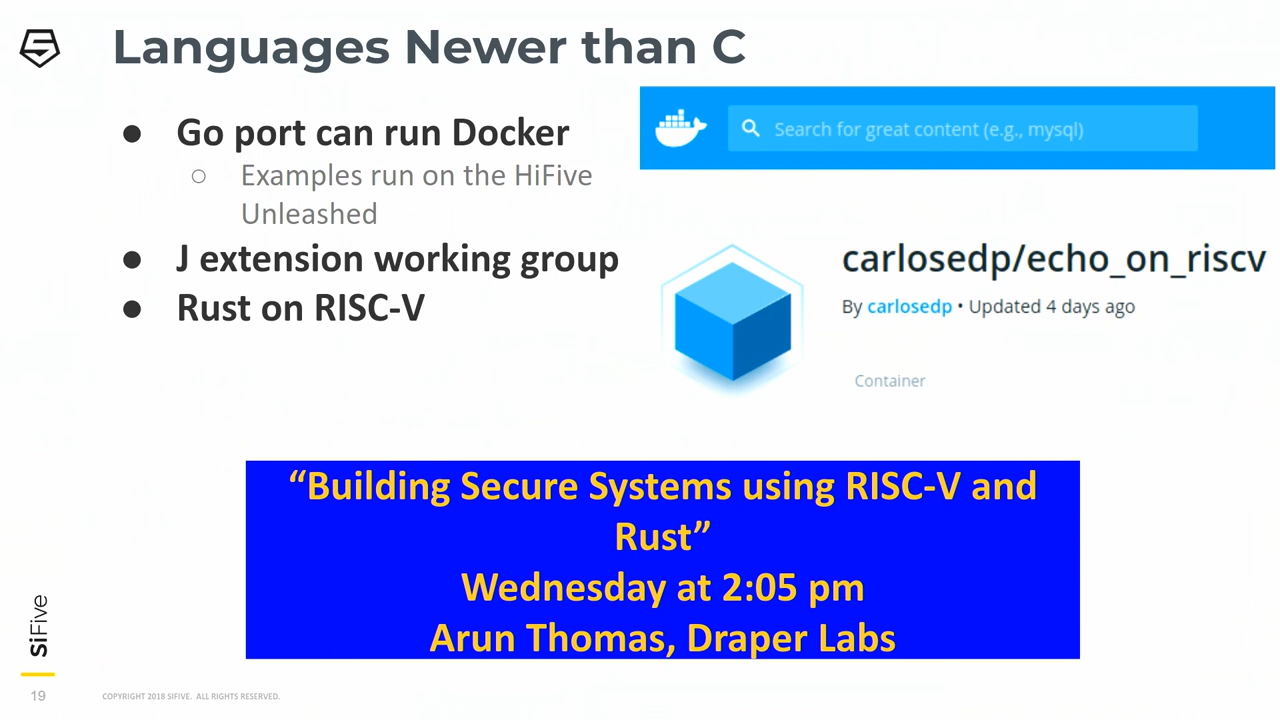 Languages Newer than C
● Go port can run Docker
○ Examples run on the HiFive
Unleashed
● J extension working group
● Rust on RISC-V
Search for great content (e.g., mysql)
carlosedp/echo_on_riscv
By carlosedp • Updated 4 days ago
Container
“Building Secure Systems using RISC-V and
Rust”
Wednesday at 2:05 pm
Arun Thomas, Draper Labs
SiFive
19
COPYRIGHT 2018 SIFIVE. ALL RIGHTS RESERVED.